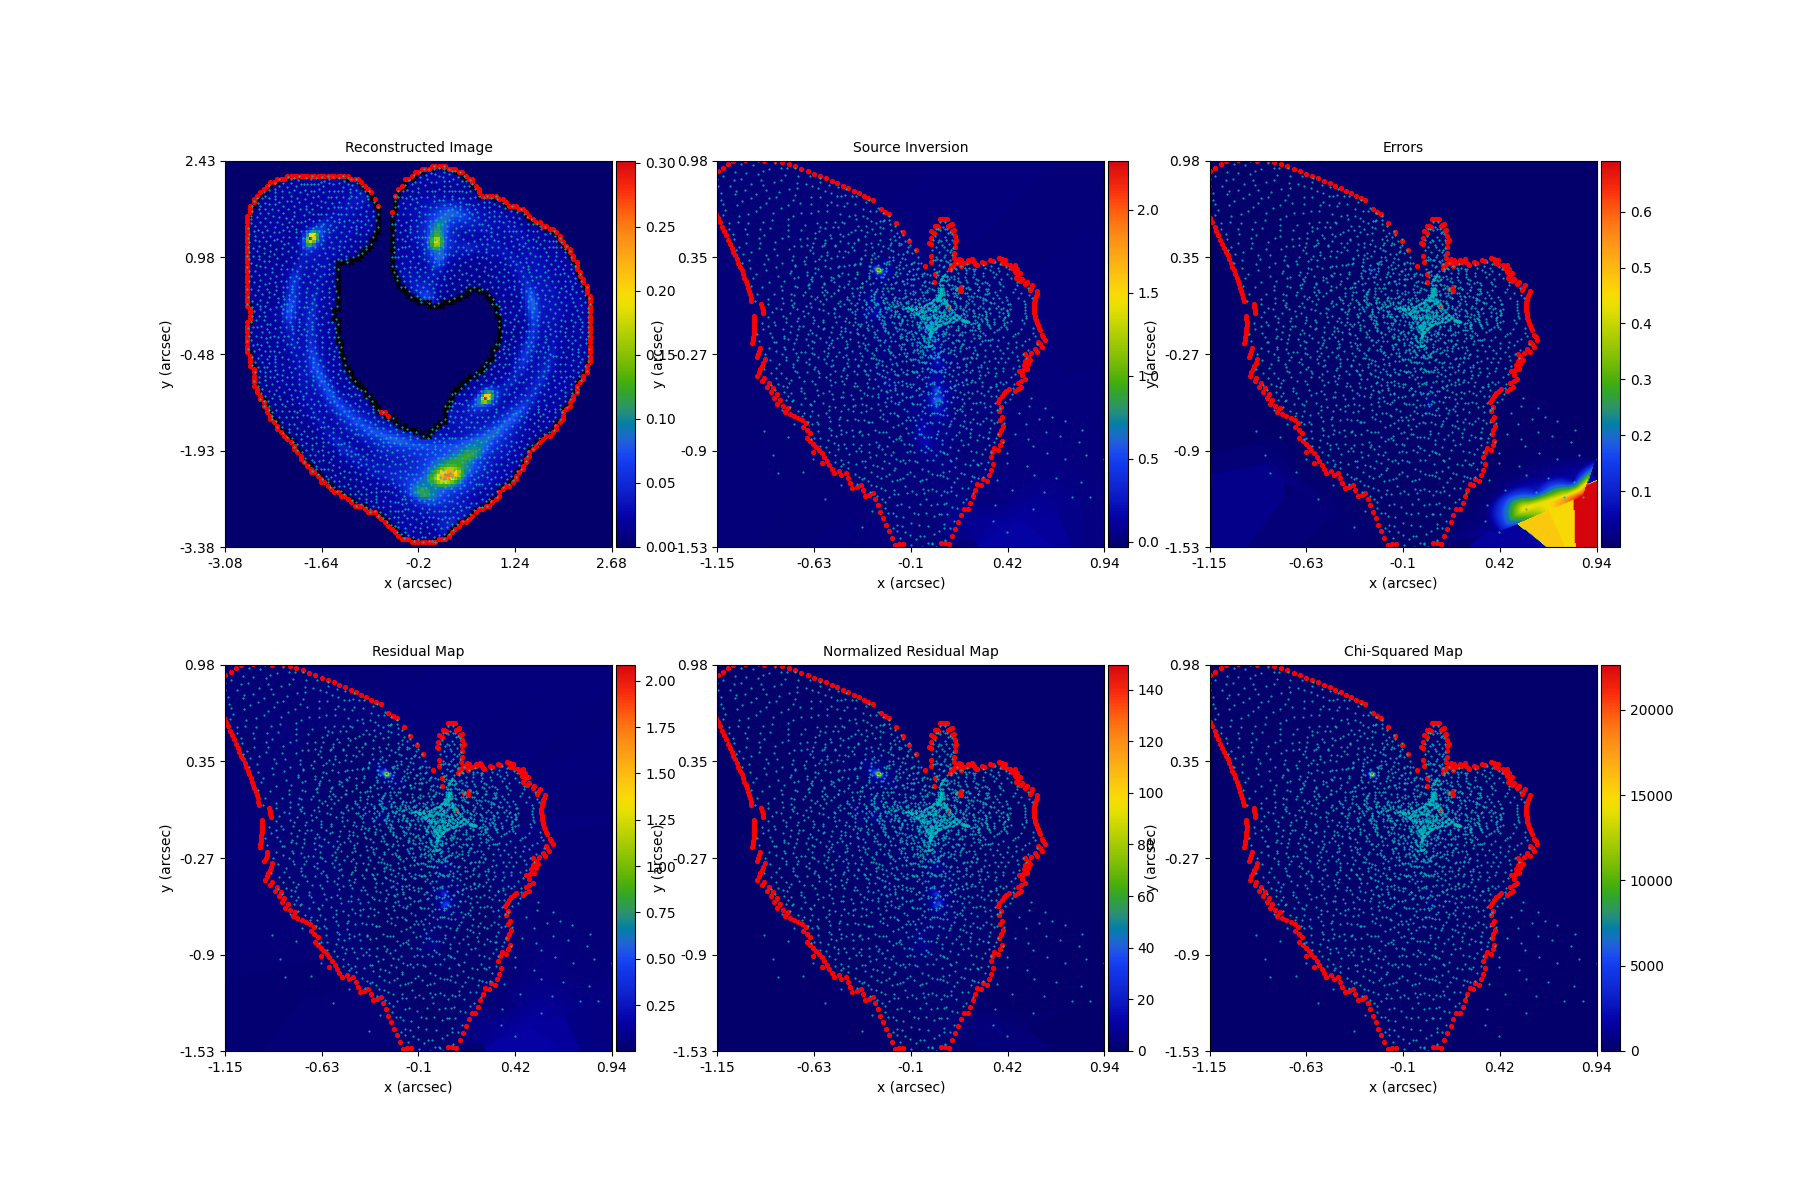 Reconstructed Image
2.43
0.98
-0.48
-1.93
-3.38
y (arcsec)
-3.08 -1.64 -0.2 1.24 2.68
x (arcsec)
0.30
0.25
0.20
0.15
0.10
0.05
0.00
Source Inversion
0.98
0.35
-0.27
-0.9
-1.53
y (arcsec)
-1.15 -0.63 -0.1 0.42 0.94
x (arcsec)
2.0
1.5
1.0
0.5
0.0
Errors
0.98
0.35
-0.27
-0.9
-1.53
y (arcsec)
-1.15 -0.63 -0.1 0.42 0.94
x (arcsec)
0.6
0.5
0.4
0.3
0.2
0.1
Residual Map
0.98
0.35
-0.27
-0.9
-1.53
y (arcsec)
-1.15 -0.63 -0.1 0.42 0.94
x (arcsec)
2.00
1.75
1.50
1.25
1.00
0.75
0.50
0.25
Normalized Residual Map
0.98
0.35
-0.27
-0.9
-1.53
y (arcsec)
-1.15 -0.63 -0.1 0.42 0.94
x (arcsec)
140
120
100
80
60
40
20
0
Chi-Squared Map
0.98
0.35
-0.27
-0.9
-1.53
y (arcsec)
-1.15 -0.63 -0.1 0.42 0.94
x (arcsec)
20000
15000
10000
5000
0